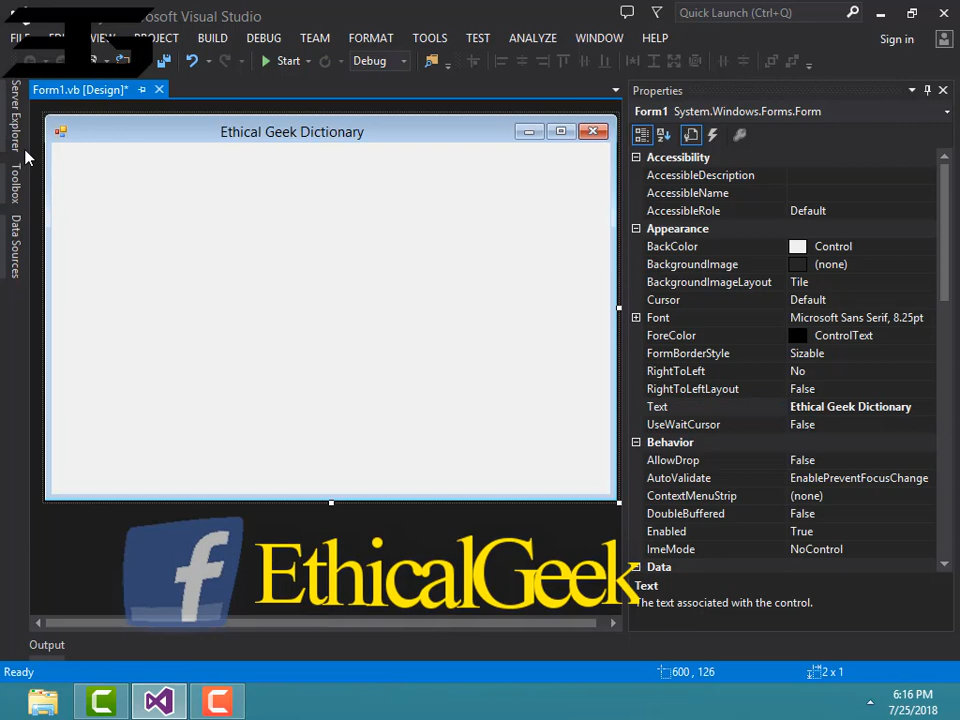 osoft Visual Studio
Quick Launch (Ctrl+Q)
FILE VIEW PROJECT BUILD DEBUG TEAM FORMAT TOOLS TEST ANALYZE WINDOW HELP
Sign in
Start Debug
Form1.vb [Design]*
Server Explorer
Toolbox
Data Sources
Ethical Geek Dictionary
Properties
Form1 System.Windows.Forms.Form
Accessibility
AccessibleDescription
AccessibleName
AccessibleRole Default
Appearance
BackColor Control
BackgroundImage (none)
BackgroundImageLayout Tile
Cursor Default
Font Microsoft Sans Serif, 8.25pt
ForeColor ControlText
FormBorderStyle Sizable
RightToLeft No
RightToLeftLayout False
Text Ethical Geek Dictionary
UseWaitCursor False
Behavior
AllowDrop False
AutoValidate EnablePreventFocusChange
ContextMenuStrip (none)
DoubleBuffered False
Enabled True
ImeMode NoControl
Data
Text
The text associated with the control.
f EthicalGeek
Output
Ready
600 , 126
2 x 1
6:16 PM
7/25/2018